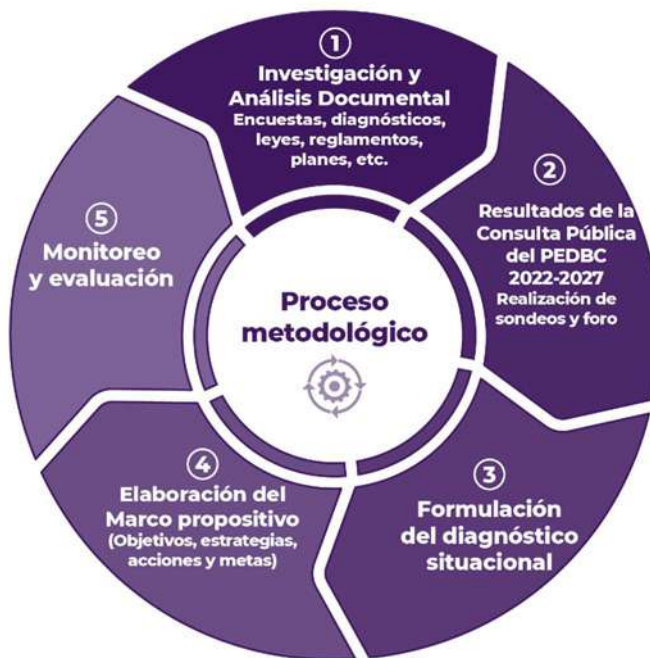 Proceso
metodológico
1
Investigación y
Análisis Documental
Encuestas, diagnósticos,
leyes, reglamentos,
planes, etc.
2
Resultados de la
Consulta Pública
del PEDBC
2022-2027
Realización de
sondeos y foro
3
Formulación
del diagnóstico
situacional
4
Elaboración del
Marco propositivo
(Objetivos, estrategias,
acciones y metas)
5
Monitoreo
y evaluación